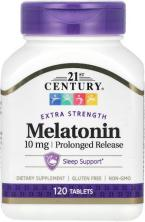 21ST
CENTURY®
EXTRA STRENGTH
Melatonin
10 mg | Prolonged Release
Sleep Support*
DIETARY SUPPLEMENT | GLUTEN FREE | NON-GMO
120 TABLETS